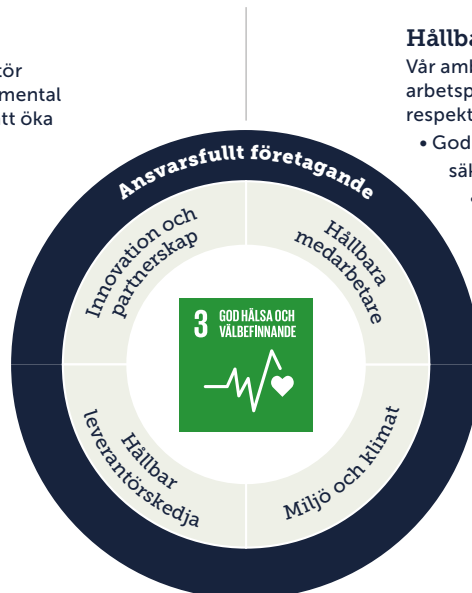 tör
mental
tt öka
Hållba
Vår aml
arbetsp
respekt
• God
säk
•
Ansvarsfullt företagande
Innovation och
partnerskap
Hållbara
medarbetare
3 GOD HÄLSA OCH
VÄLBEFINNANDE
Hållbar
leverantörskedja
Miljö och klimat